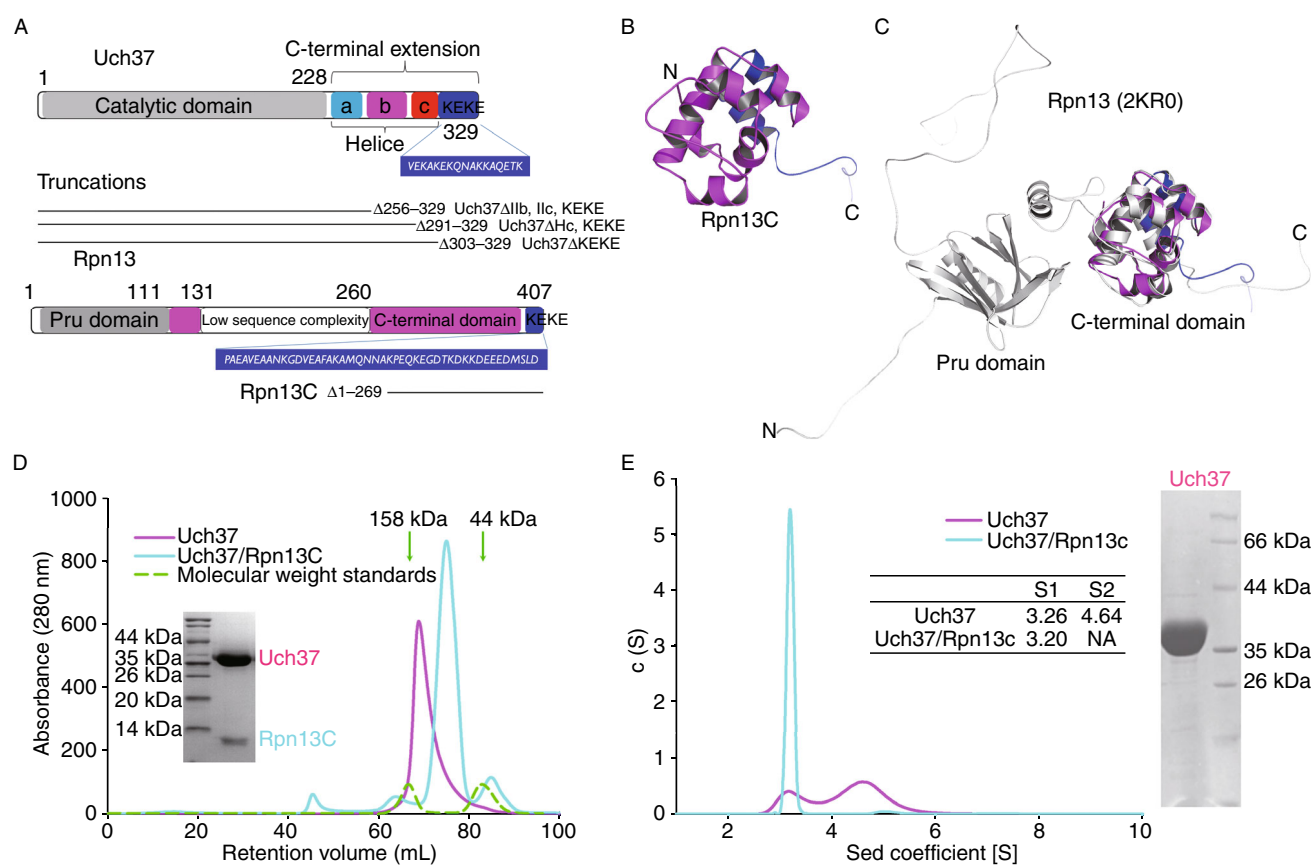 A
Uch37
C-terminal extension
1
228
Catalytic domain
a
b
c
KEKE
Helice
329
VEKAKEKQNAKKAQETK
Truncations
Δ256–329 Uch37ΔIIb, IIc, KEKE
Δ291–329 Uch37ΔHc, KEKE
Δ303–329 Uch37ΔKEKE
Rpn13
1
111
131
260
407
Pru domain
Low sequence complexity
C-terminal domain
KEKE
PAEAVEAANKGDVEAFAKAMQNNAKPEQKEGDTKDKKDEEEDMSLD
Rpn13C Δ1–269
B
N
C
Rpn13C
C
Rpn13 (2KR0)
C
C-terminal domain
Pru domain
N
D
1000
800
600
400
200
0
Absorbance (280 nm)
158 kDa
44 kDa
Uch37
Uch37/Rpn13C
Molecular weight standards
44 kDa
35 kDa
26 kDa
20 kDa
14 kDa
Uch37
Rpn13C
0
20
40
60
80
100
Retention volume (mL)
E
6
5
4
3
2
1
0
c (S)
Uch37
Uch37/Rpn13c
S1 S2
Uch37 3.26 4.64
Uch37/Rpn13c 3.20 NA
2
4
6
8
10
Sed coefficient [S]
Uch37
66 kDa
44 kDa
35 kDa
26 kDa